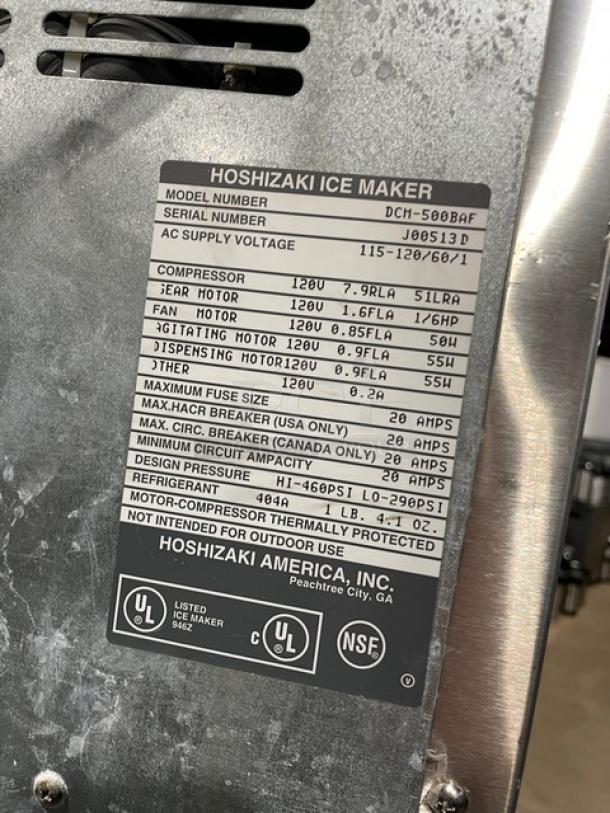 HOSHIZAKI ICE MAKER
MODEL NUMBER DCM-500BAF
SERIAL NUMBER J00513D
AC SUPPLY VOLTAGE 115-120/60/1
COMPRESSOR 120V 7.9RLA 51LRA
GEAR MOTOR 120V 1.6FLA 1/6HP
FAN MOTOR 120V 0.85FLA 50W
AGITATING MOTOR 120V 0.9FLA 55W
DISPENSING MOTOR 120V 0.9FLA 55W
OTHER 120V 0.2A
MAXIMUM FUSE SIZE 20 AMPS
MAX.HACR BREAKER (USA ONLY) 20 AMPS
MAX. CIRC. BREAKER (CANADA ONLY) 20 AMPS
MINIMUM CIRCUIT AMPACITY 20 AMPS
DESIGN PRESSURE HI-460PSI LO-290PSI
REFRIGERANT 404A 1 LB. 4.1 OZ.
MOTOR-COMPRESSOR THERMALLY PROTECTED
NOT INTENDED FOR OUTDOOR USE
HOSHIZAKI AMERICA, INC.
Peachtree City, GA
UL ®
LISTED
ICE MAKER
946Z
C UL ®
NSF®
V